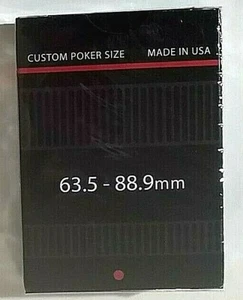 CUSTOM POKER SIZE MADE IN USA
63.5 - 88.9mm